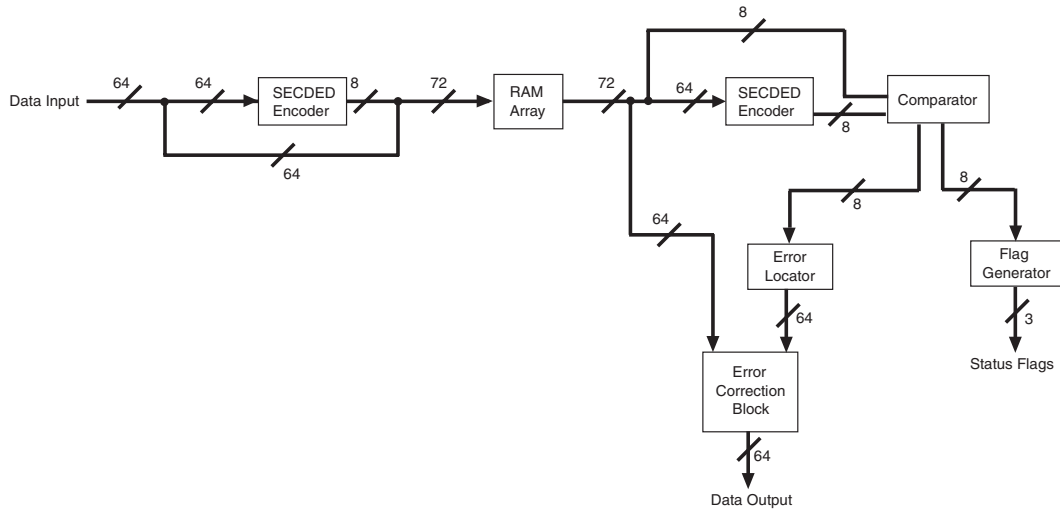 8
64
64
8
72
72
64
Data Input
SECDED
Encoder
RAM
Array
SECDED
Encoder
Comparator
8
64
8
8
64
Error
Locator
Flag
Generator
64
3
Error
Correction
Block
Status Flags
64
Data Output